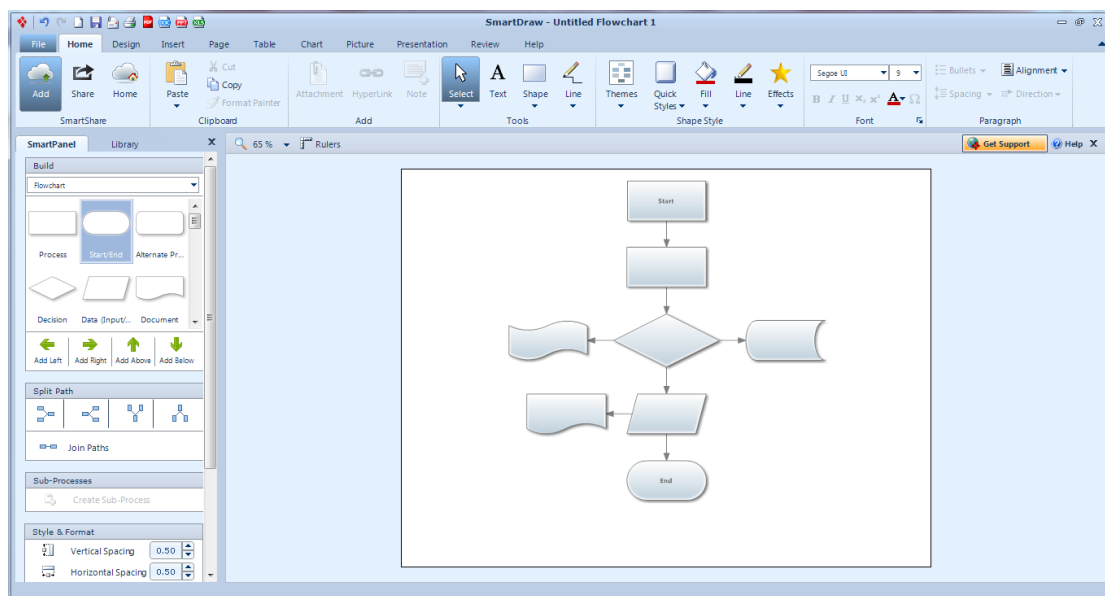 SmartDraw - Untitled Flowchart 1
File Home Design Insert Page Table Chart Picture Presentation Review Help
Add Share Home Paste Cut Copy Format Painter Attachment HyperLink Note Select Text Shape Line Themes Quick Styles Fill Line Effects Segoe UI 9 Bullets Alignment
B I U X₂ X² A Ω Spacing Direction
SmartShare Clipboard Add Tools Shape Style Font Paragraph
SmartPanel Library X 65 % Rulers Get Support Help X
Build
Flowchart
Process Start/End Alternate Pr...
Decision Data (Input/... Document
Add Left Add Right Add Above Add Below
Split Path
Join Paths
Sub-Processes
Create Sub-Process
Style & Format
Vertical Spacing 0.50
Horizontal Spacing 0.50
Start
End